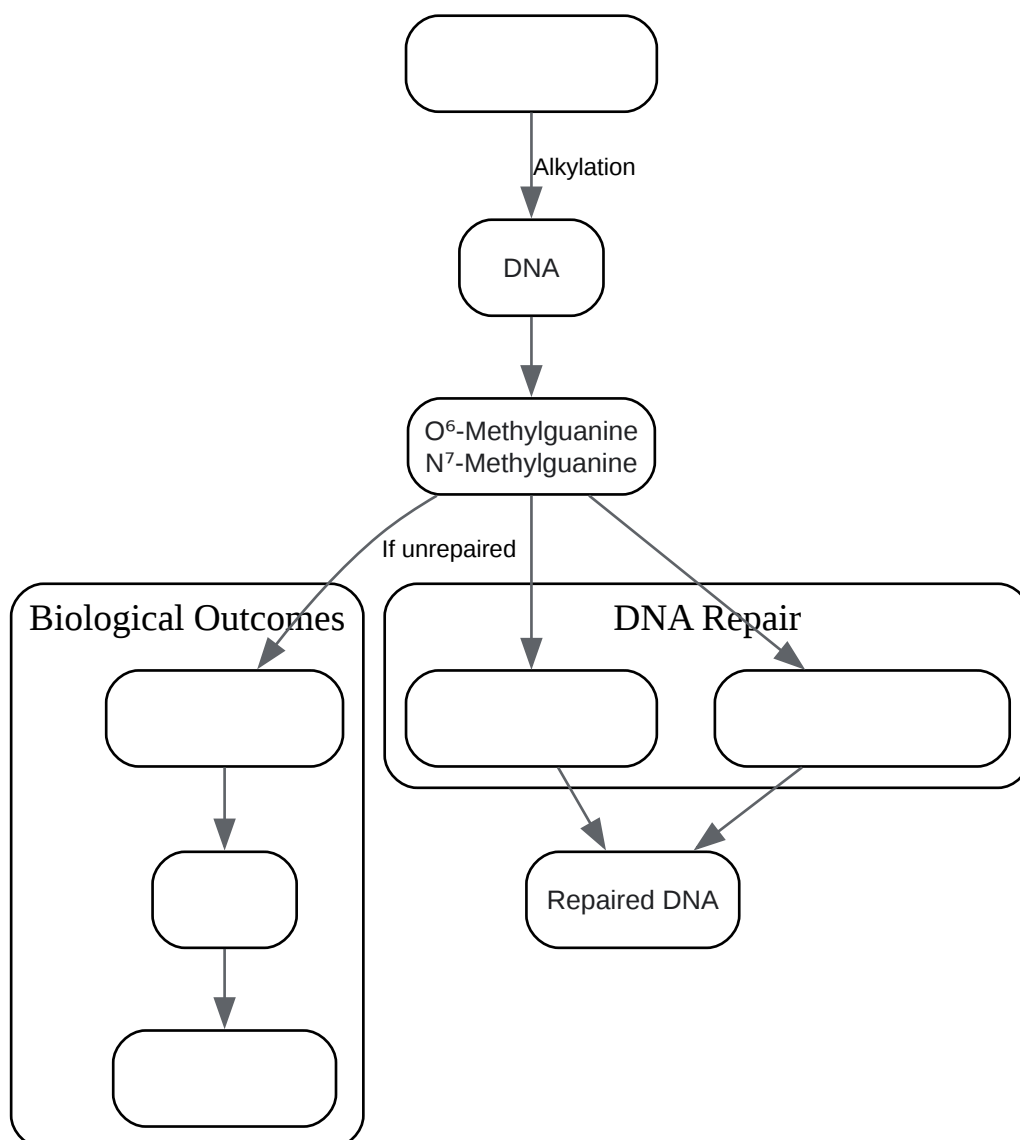 Alkylation
DNA
O⁶-Methylguanine
N⁷-Methylguanine
If unrepaired
Biological Outcomes
DNA Repair
Repaired DNA